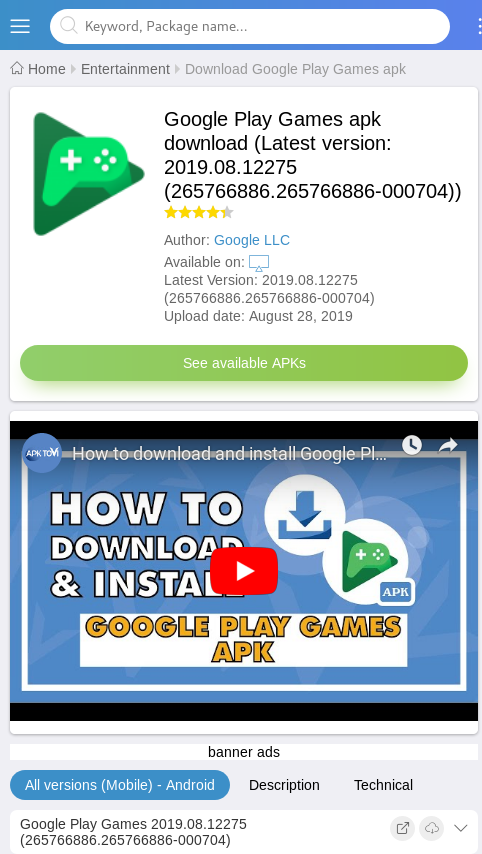 Keyword, Package name...
Home Entertainment Download Google Play Games apk
Google Play Games apk
download (Latest version:
2019.08.12275
(265766886.265766886-000704))
Author: Google LLC
Available on:
Latest Version: 2019.08.12275
(265766886.265766886-000704)
Upload date: August 28, 2019
See available APKs
How to download and install Google Pl...
HOW TO
DOWNLOAD
& INSTALL
APK
GOOGLE PLAY GAMES
APK
banner ads
All versions (Mobile) - Android Description Technical
Google Play Games 2019.08.12275
(265766886.265766886-000704)